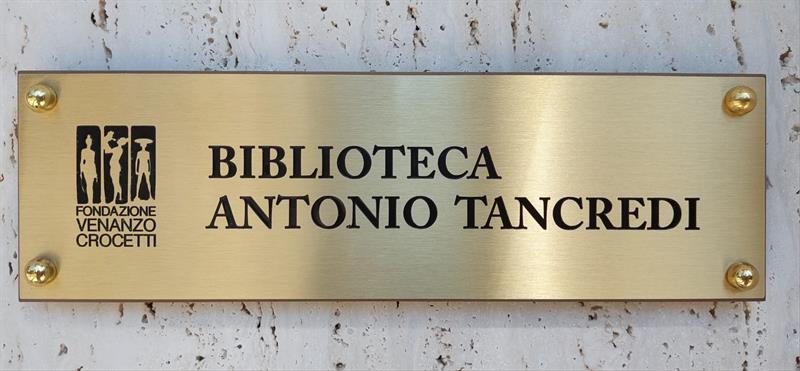 FONDAZIONE
VENANZO
CROCETTI
BIBLIOTECA
ANTONIO TANCREDI